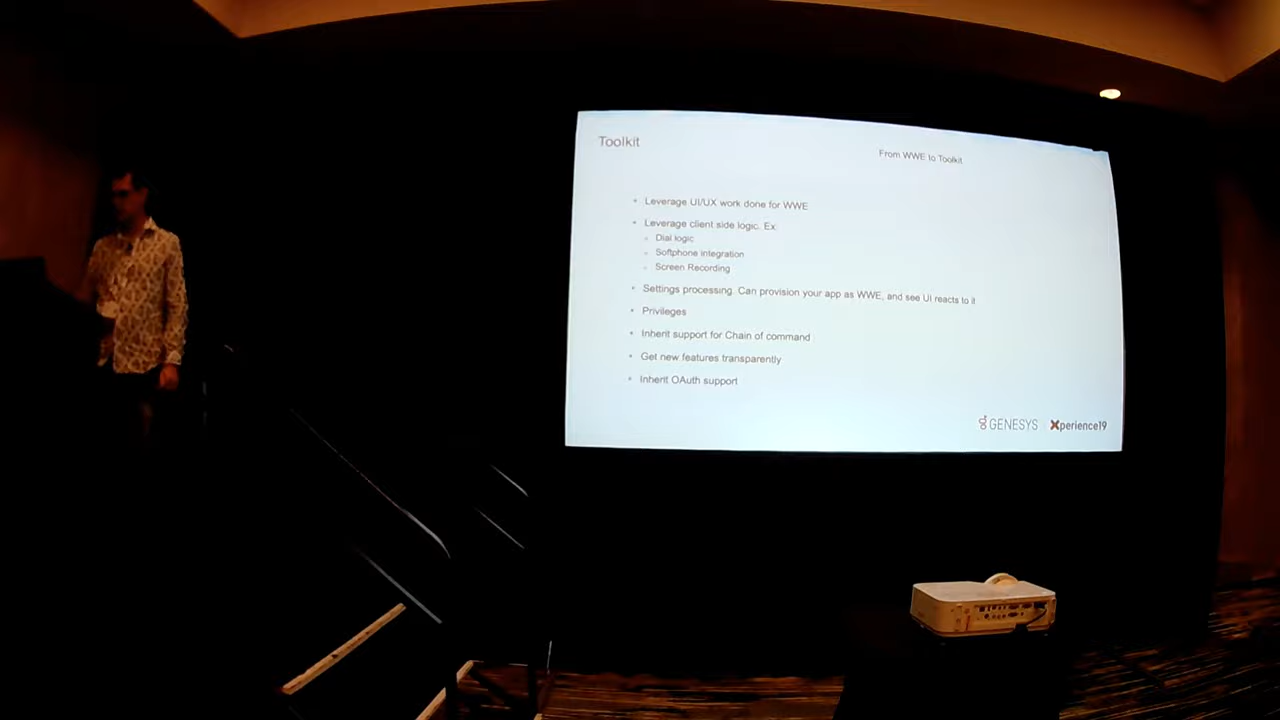 Toolkit
From WWE to Toolkit
Leverage UI/UX work done for WWE
Leverage client side logic. Ex:
Dial logic
Softphone integration
Screen Recording
Settings processing. Can provision your app as WWE, and see UI reacts to it
Privileges
Inherit support for Chain of command
Get new features transparently
Inherit OAuth support
GENESYS Xperience19